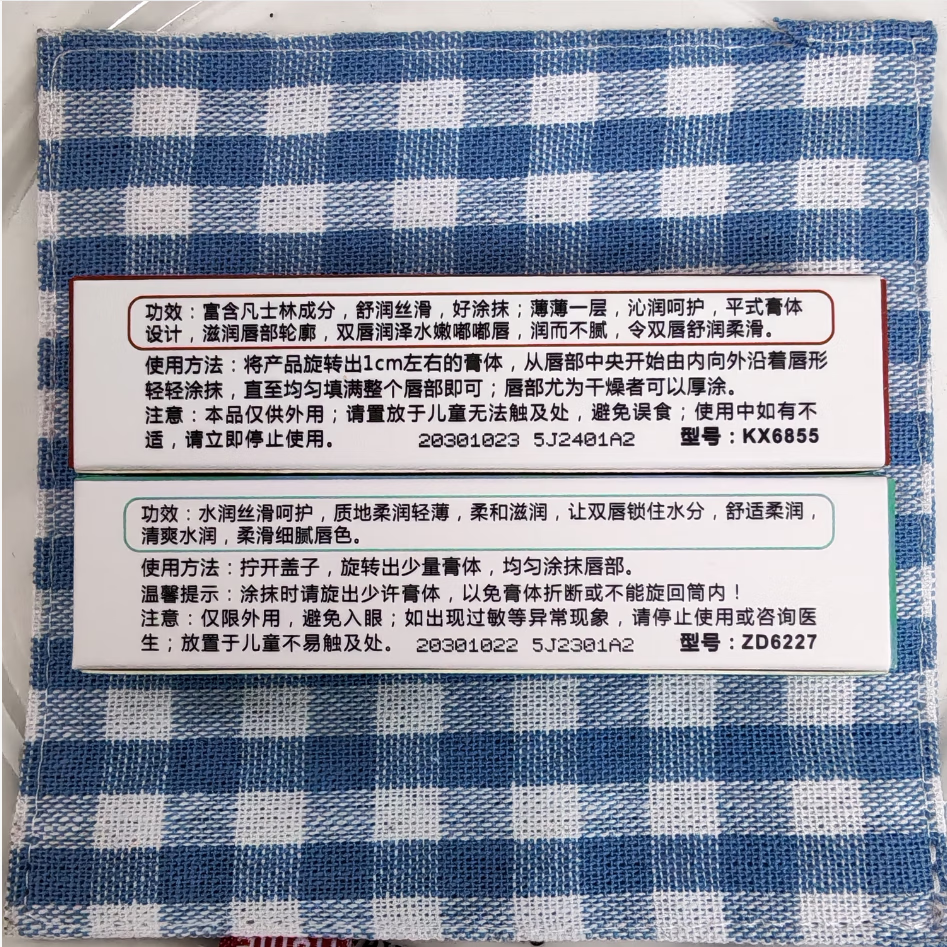 功效：富含凡士林成分，舒润丝滑，好涂抹；薄薄一层，沁润呵护，平式膏体
设计，滋润唇部轮廓，双唇润泽水嫩嘟嘟唇，润而不腻，令双唇舒润柔滑。
使用方法：将产品旋转出1cm左右的膏体，从唇部中央开始由内向外沿着唇形
轻轻涂抹，直至均匀填满整个唇部即可；唇部尤为干燥者可以厚涂。
注意：本品仅供外用；请置放于儿童无法触及处，避免误食；使用中如有不
适，请立即停止使用。 20301023 5J2401A2 型号：KX6855
功效：水润丝滑呵护，质地柔润轻薄，柔和滋润，让双唇锁住水分，舒适柔润，
清爽水润，柔滑细腻唇色。
使用方法：拧开盖子，旋转出少量膏体，均匀涂抹唇部。
温馨提示：涂抹时请旋出少许膏体，以免膏体折断或不能旋回筒内！
注意：仅限外用，避免入眼；如出现过敏等异常现象，请停止使用或咨询医
生；放置于儿童不易触及处。 20301022 5J2301A2 型号：ZD6227